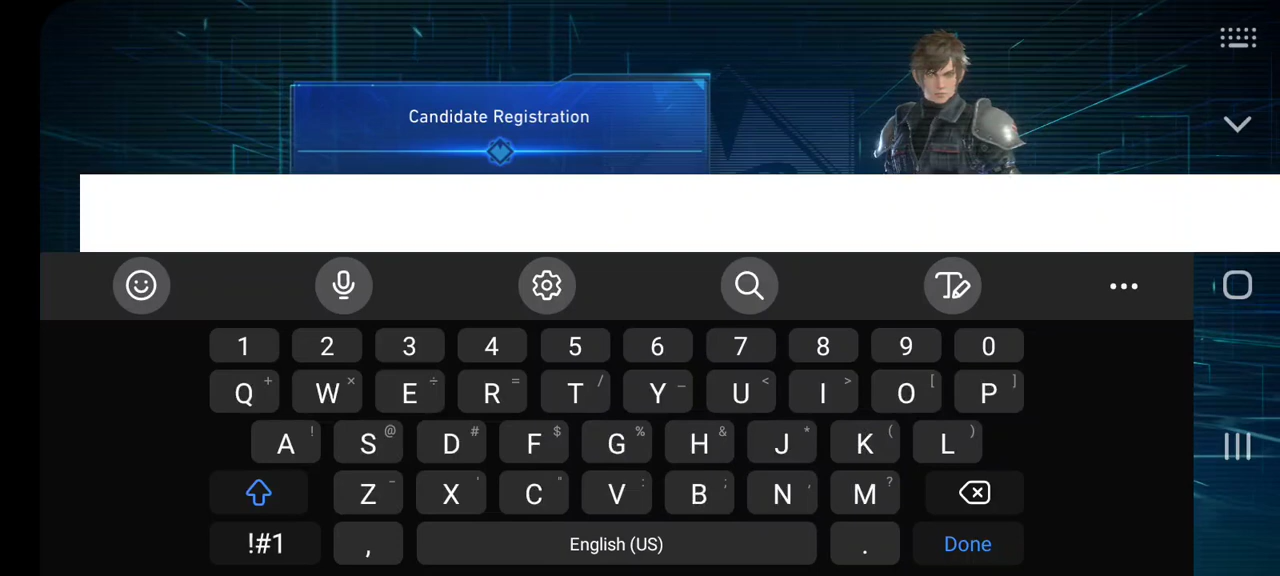 Candidate Registration
1 2 3 4 5 6 7 8 9 0
Q + W × E ÷ R = T / Y _ U < I > O [ P ]
A ! S @ D # F $ G % H & J * K ( L )
Z - X ' C " V : B ; N , M ?
!#1 , English (US) . Done